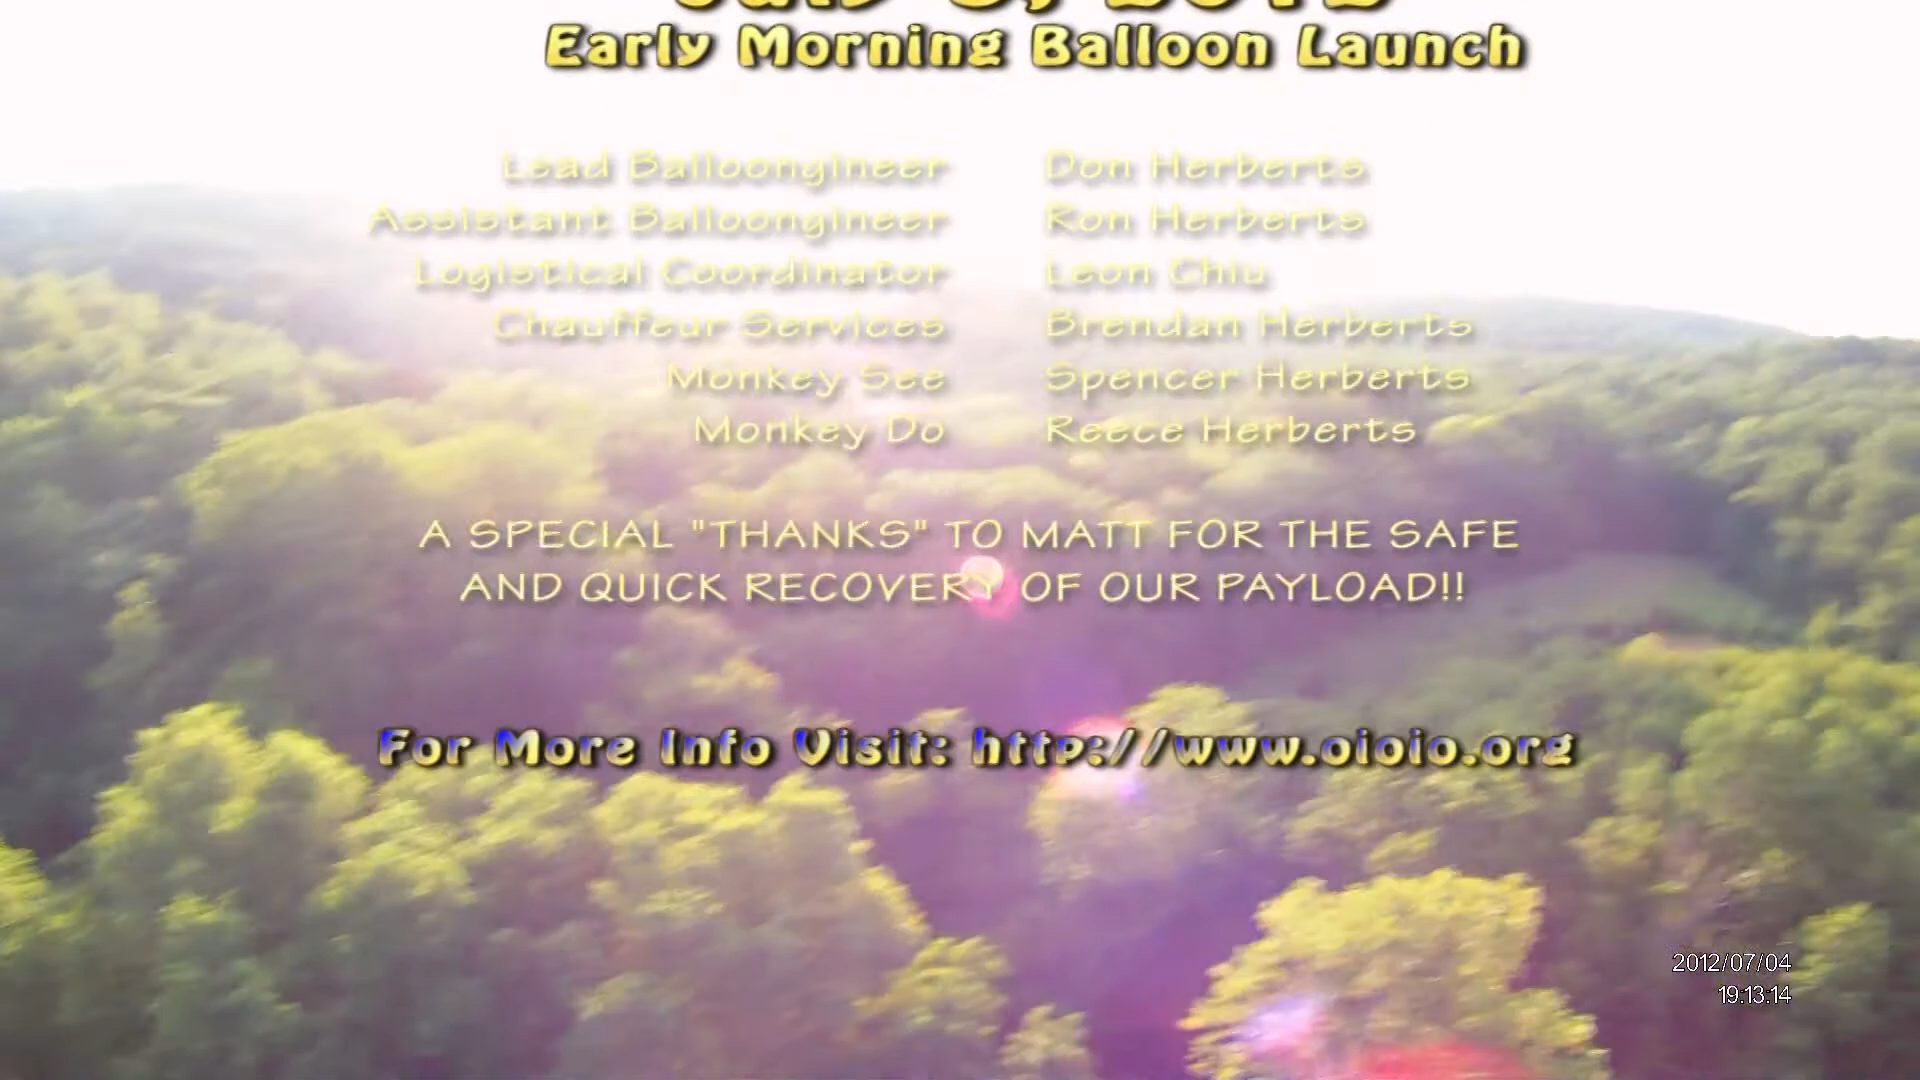 Early Morning Balloon Launch
Lead Balloongineer Don Herberts
Assistant Balloongineer Ron Herberts
Logistical Coordinator Leon Chiu
Chauffeur Services Brendan Herberts
Monkey See Spencer Herberts
Monkey Do Reece Herberts
A SPECIAL "THANKS" TO MATT FOR THE SAFE
AND QUICK RECOVERY OF OUR PAYLOAD!!
For More Info Visit: http://www.oioio.org
2012/07/04
19:13:14